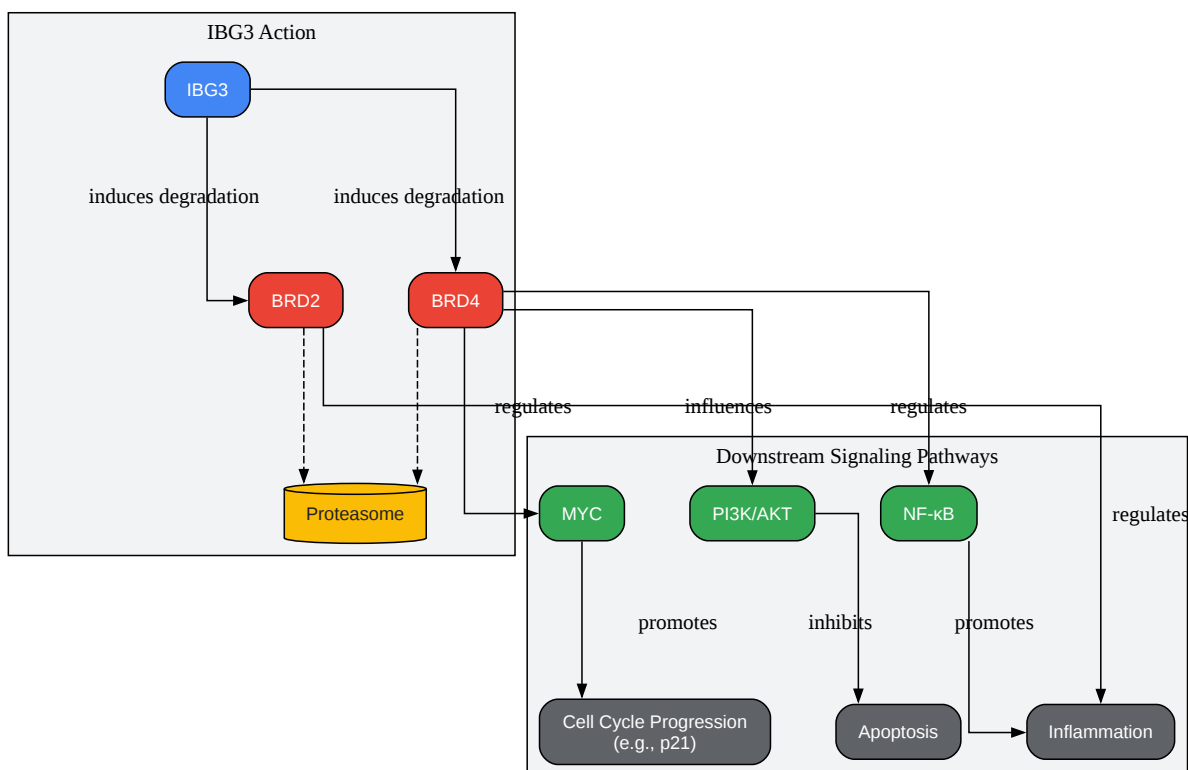 IBG3 Action
IBG3
induces degradation
induces degradation
BRD2
BRD4
regulates
influences
regulates
Downstream Signaling Pathways
Proteasome
MYC
PI3K/AKT
NF-κB
regulates
promotes
inhibits
promotes
Cell Cycle Progression
(e.g., p21)
Apoptosis
Inflammation